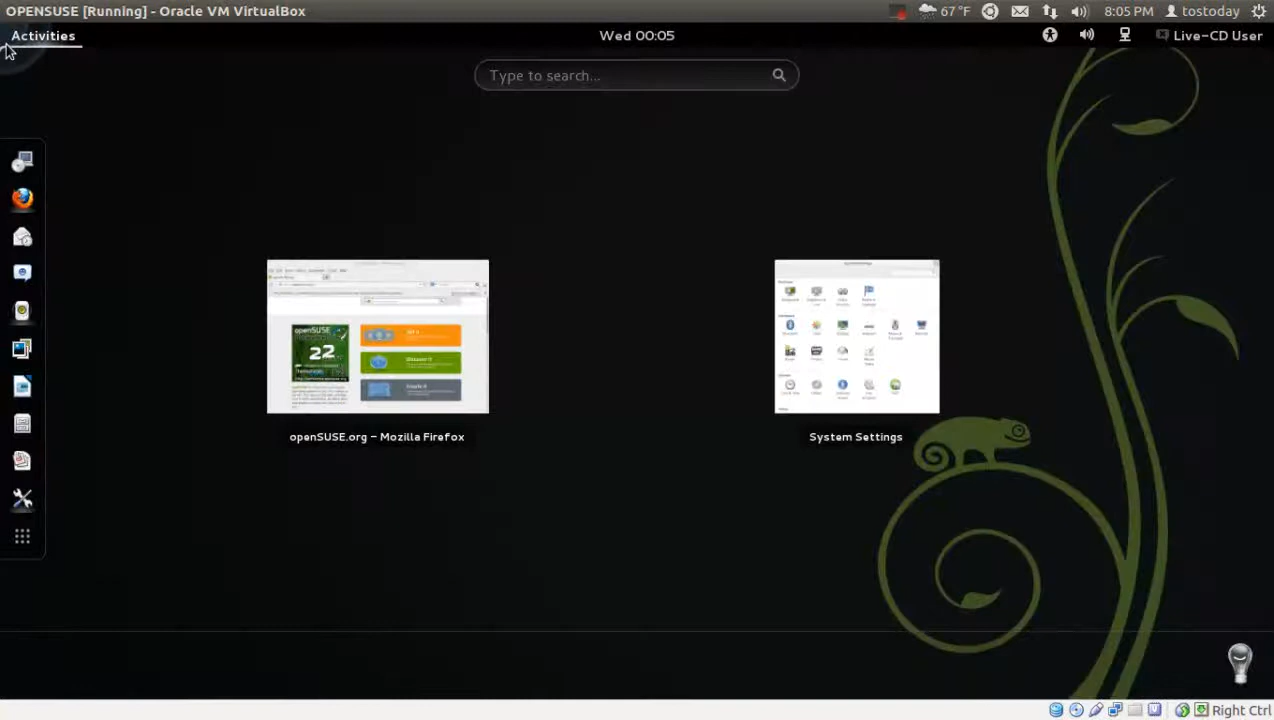 OPENSUSE [Running] - Oracle VM VirtualBox
67 °F
8:05 PM
tostoday
Activities
Wed 00:05
Live-CD User
Type to search...
openSUSE
22
openSUSE.org – Mozilla Firefox
System Settings
Right Ctrl